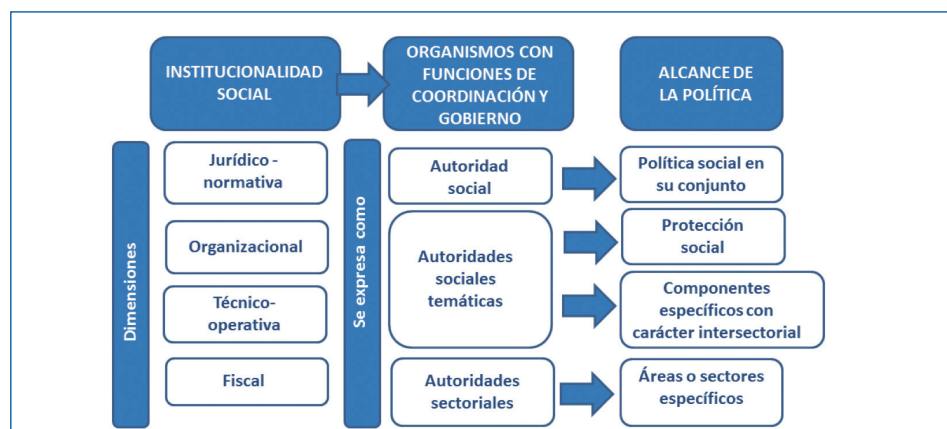 INSTITUCIONALIDAD
SOCIAL
ORGANISMOS CON
FUNCIONES DE
COORDINACIÓN Y
GOBIERNO
ALCANCE DE
LA POLÍTICA
Dimensiones
Jurídico -
normativa
Organizacional
Técnico-
operativa
Fiscal
Se expresa como
Autoridad
social
Autoridades
sociales
temáticas
Autoridades
sectoriales
Política social en
su conjunto
Protección
social
Componentes
específicos con
carácter intersectorial
Áreas o sectores
específicos